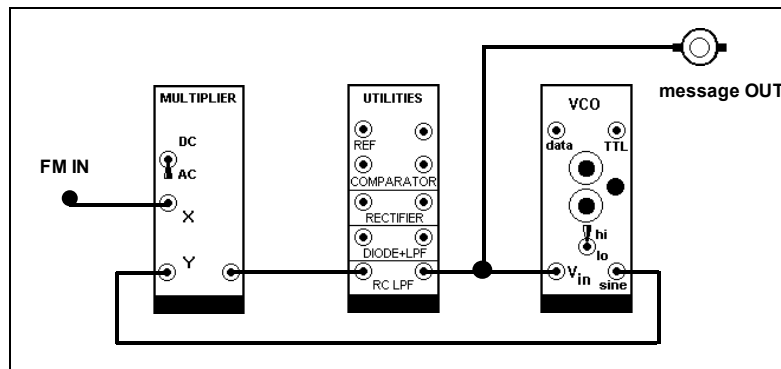 message OUT
FM IN
MULTIPLIER
DC
AC
X
Y
UTILITIES
REF
COMPARATOR
RECTIFIER
DIODE+LPF
RC LPF
VCO
data TTL
hi
lo
Vin sine